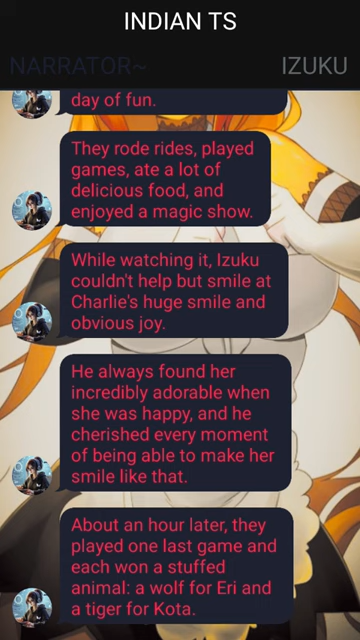 INDIAN TS
NARRATOR~ IZUKU
day of fun.
They rode rides, played
games, ate a lot of
delicious food, and
enjoyed a magic show.
While watching it, Izuku
couldn't help but smile at
Charlie's huge smile and
obvious joy.
He always found her
incredibly adorable when
she was happy, and he
cherished every moment
of being able to make her
smile like that.
About an hour later, they
played one last game and
each won a stuffed
animal: a wolf for Eri and
a tiger for Kota.